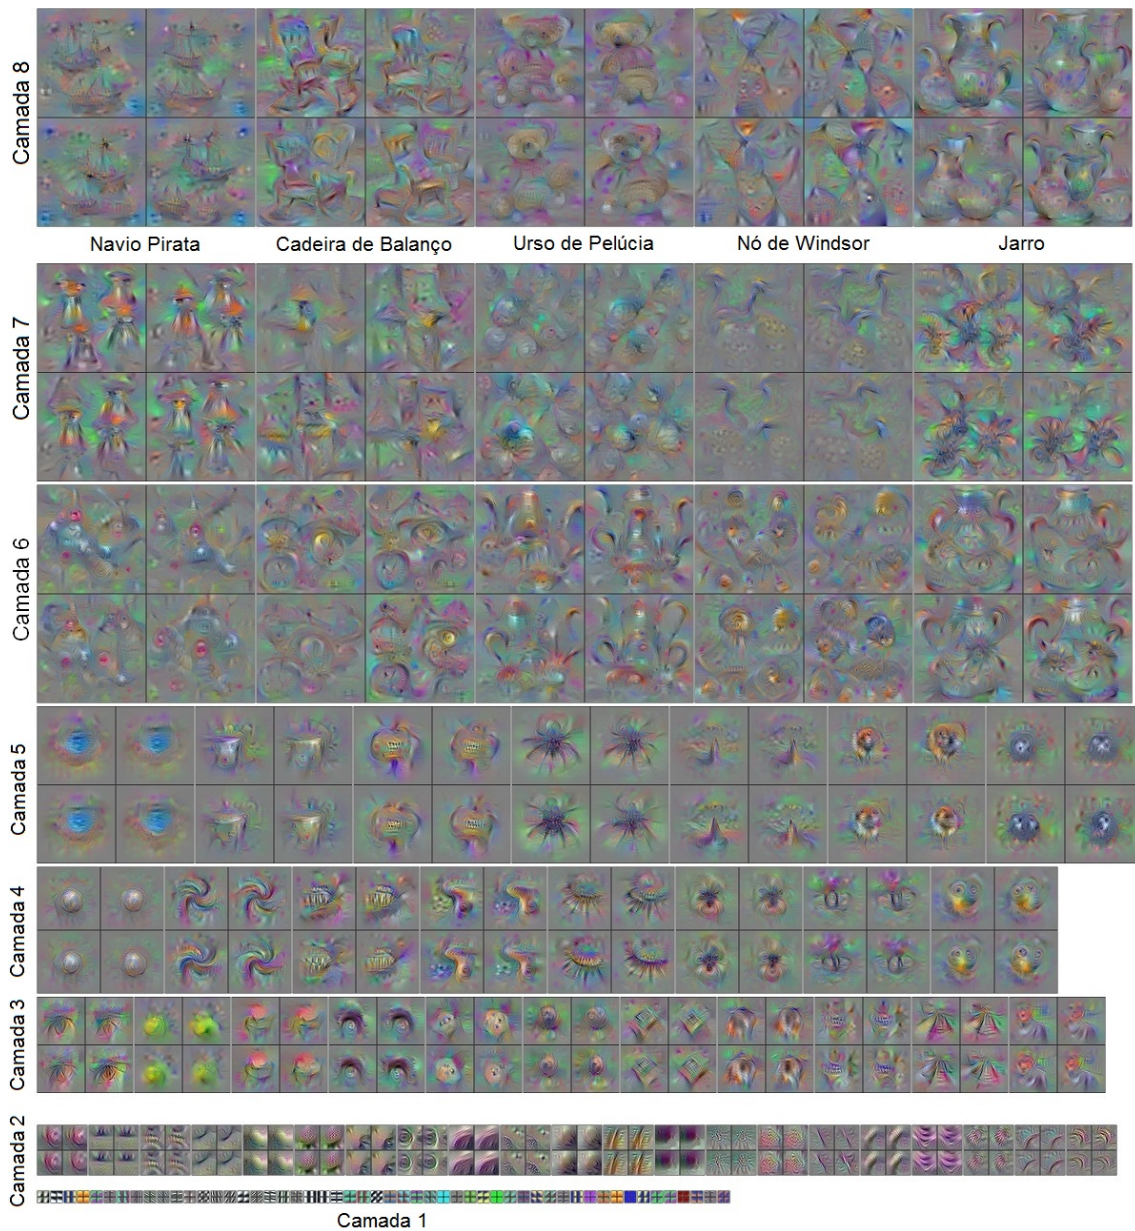 Camada 8
Navio Pirata
Cadeira de Balanço
Urso de Pelúcia
Nó de Windsor
Jarro
Camada 7
Camada 6
Camada 5
Camada 4
Camada 3
Camada 2
Camada 1